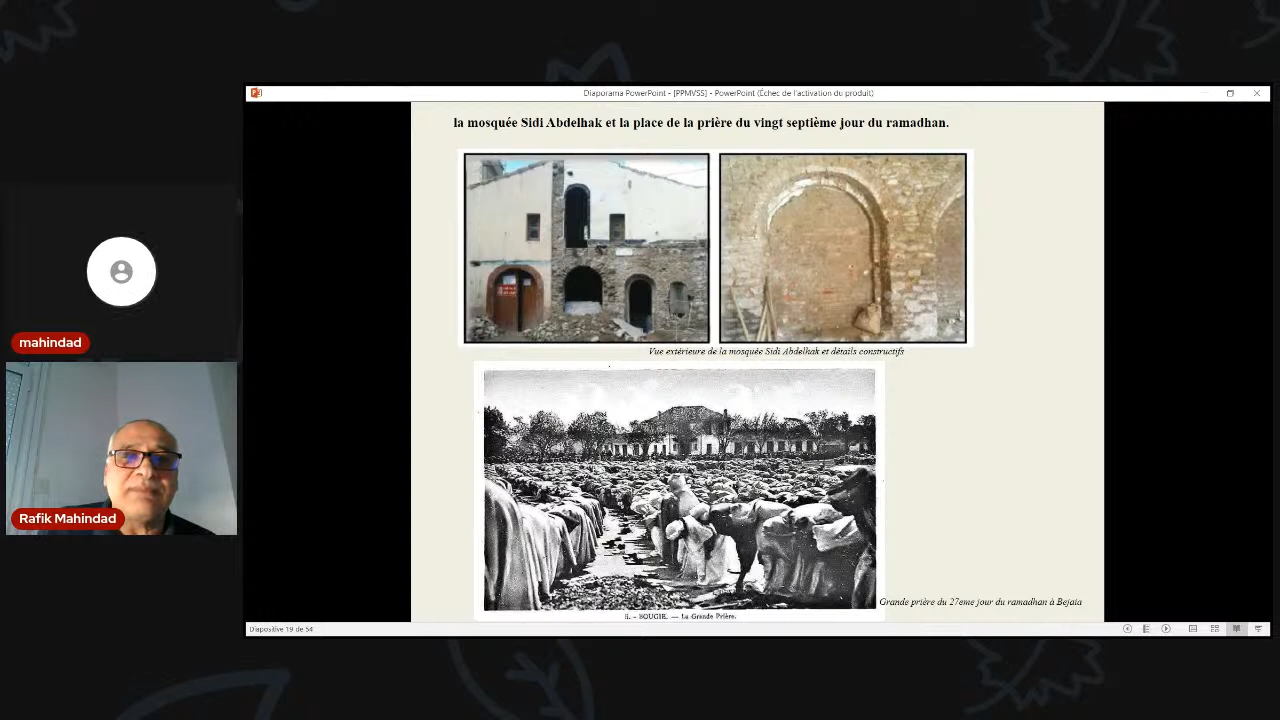 Diaporama PowerPoint - [PPMVSS] - PowerPoint (Échec de l'activation du produit)
la mosquée Sidi Abdelhak et la place de la prière du vingt septième jour du ramadhan.
Vue extérieure de la mosquée Sidi Abdelhak et détails constructifs
mahindad
Rafik Mahindad
Grande prière du 27eme jour du ramadhan à Bejaia
BOUGIE. — La Grande Prière.
Diapositive 19 de 54